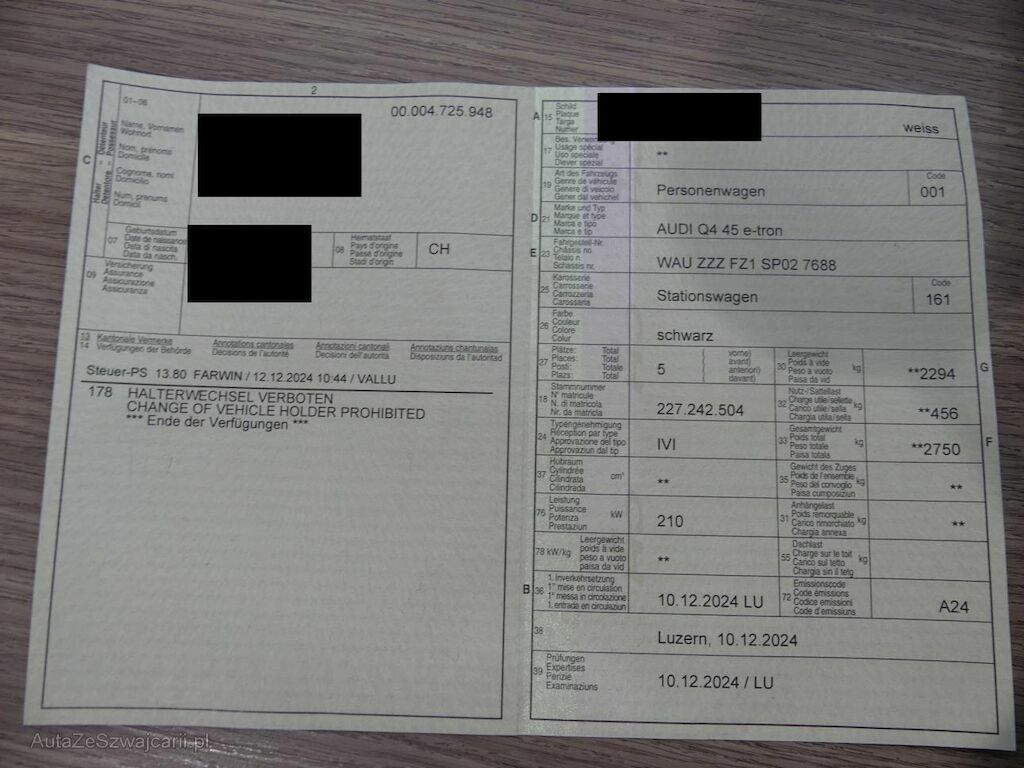 2
01–06
00.004.725.948
Name, Vornamen
Wohnort
Nom, prénoms
Domicile
Cognome, nomi
Domicilio
Num, prenums
Domicil
C
Halter Détenteur
Detentore Possessur
07
Geburtsdatum
Date de naissance
Data di nascita
Data da nasch.
08
Heimatstaat
Pays d'origine
Paese d'origine
Stadi d'origin
CH
09
Versicherung
Assurance
Assicurazione
Assicuranza
13 Kantonale Vermerke
14 Verfügungen der Behörde
Annotations cantonales
Décisions de l'autorité
Annotazioni cantonali
Decisioni dell'autorità
Annotaziuns chantunalas
Disposiziuns da l'autoritad
Steuer-PS 13.80 FARWIN / 12.12.2024 10:44 / VALLU
178 HALTERWECHSEL VERBOTEN
CHANGE OF VEHICLE HOLDER PROHIBITED
*** Ende der Verfügungen ***
A 15
Schild
Plaque
Targa
Numer
weiss
17
Usage spécial
Uso speciale
Diever spezial
**
19
Art des Fahrzeugs
Genre de véhicule
Genere di veicolo
Gener dal vehichel
Personenwagen
Code
001
D 21
Marke und Typ
Marque et type
Marca e tipo
Marca e tip
AUDI Q4 45 e-tron
E 23
Fahrgestell-Nr.
Châssis no
Telaio n.
Schassis nr.
WAU ZZZ FZ1 SP02 7688
25
Karosserie
Carrosserie
Carrozzeria
Carossaria
Stationswagen
Code
161
26
Farbe
Couleur
Colore
Colur
schwarz
27
Plätze: Total
Places: Total
Posti: Totale
Plazs: Total
5
( vorne)
( avant)
( anteriori)
( davant)
30
Leergewicht
Poids à vide
Peso a vuoto
Paisa da vid
kg
**2294
G
18
Stammnummer
N° matricule
N. di matricola
Nr. da matricla
227.242.504
32
Nutz-/Sattellast
Charge utile/sellette
Carico utile/sella
Chargia utila/sella
kg
**456
24
Typengenehmigung
Réception par type
Approvazione del tipo
Approvaziun dal tip
IVI
33
Gesamtgewicht
Poids total
Peso totale
Paisa totala
kg
**2750
F
37
Hubraum
Cylindrée
Cilindrata
Cilindrada
cm³
**
35
Gewicht des Zuges
Poids de l'ensemble
Peso del convoglio
Paisa cumposiziun
kg
**
76
Leistung
Puissance
Potenza
Prestaziun
kW
210
31
Anhängelast
Poids remorquable
Carico rimorchiato
Chargia annexa
kg
**
78 kW/kg
Leergewicht
poids à vide
peso a vuoto
paisa da vid
**
55
Dachlast
Charge sur le toit
Carico sul tetto
Chargia sin il tetg
kg
B 36
1. Inverkehrsetzung
1re mise en circulation
1a messa in circolazione
1. entrada en circulaziun
10.12.2024 LU
72
Emissionscode
Code émissions
Codice emissioni
Code d'emissiuns
A24
38
Luzern, 10.12.2024
39
Prüfungen
Expertises
Perizie
Examinaziuns
10.12.2024 / LU
AutaZeSzwajcarii.pl